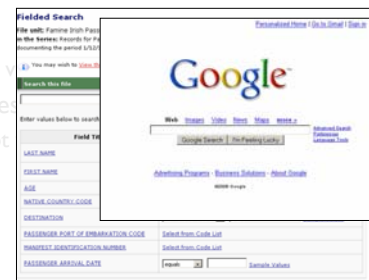 Fielded Search
File unit: Famine Irish Pass
in the Series: Records for Pa
documenting the period 1/12/
You may wish to View
Search this file
Enter values below to search
Field Tit
LAST NAME
FIRST NAME
AGE
NATIVE COUNTRY CODE
DESTINATION
PASSENGER PORT OF EMBARKATION CODE Select from Code List
MANIFEST IDENTIFICATION NUMBER Select from Code List
PASSENGER ARRIVAL DATE equals Sample Values
Personalized Home | Go to Gmail | Sign in
Google
Web Images Video News Maps more »
Google Search I'm Feeling Lucky
Advanced Search
Preferences
Language Tools
Advertising Programs - Business Solutions - About Google
©2006 Google